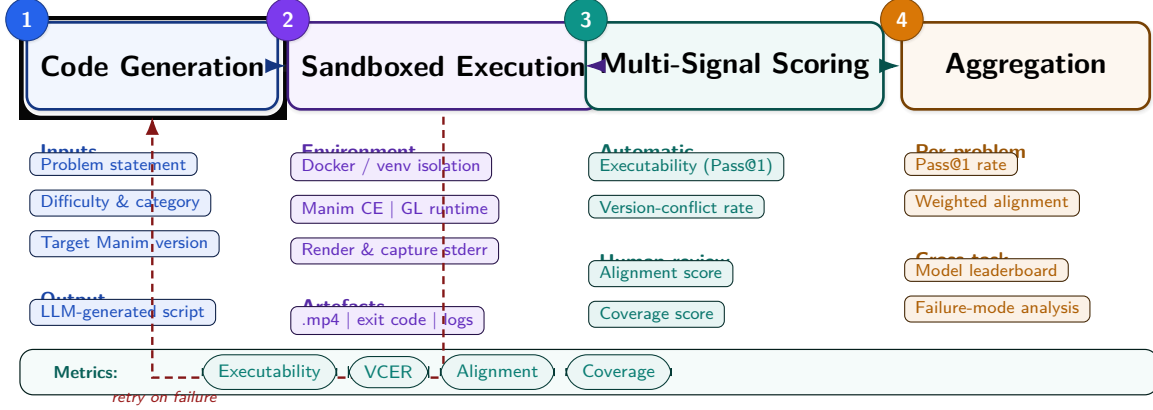 1
Code Generation
Inputs
Problem statement
Difficulty & category
Target Manim version
Output
LLM-generated script
2
Sandboxed Execution
Environment
Docker / venv isolation
Manim CE | GL runtime
Render & capture stderr
Artefacts
.mp4 | exit code | logs
3
Multi-Signal Scoring
Automatic
Executability (Pass@1)
Version-conflict rate
Human review
Alignment score
Coverage score
4
Aggregation
Per-problem
Pass@1 rate
Weighted alignment
Cross-task
Model leaderboard
Failure-mode analysis
Metrics: Executability VCER Alignment Coverage
retry on failure